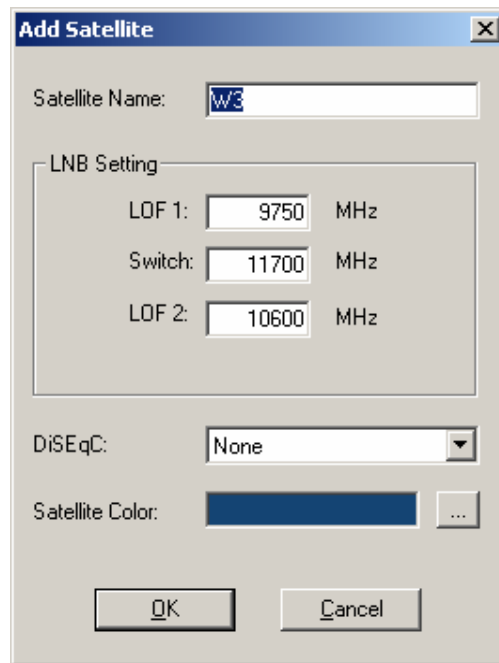 Add Satellite
Satellite Name: W3
LNB Setting
LOF 1: 9750 MHz
Switch: 11700 MHz
LOF 2: 10600 MHz
DiSEqC: None
Satellite Color: ...
OK Cancel